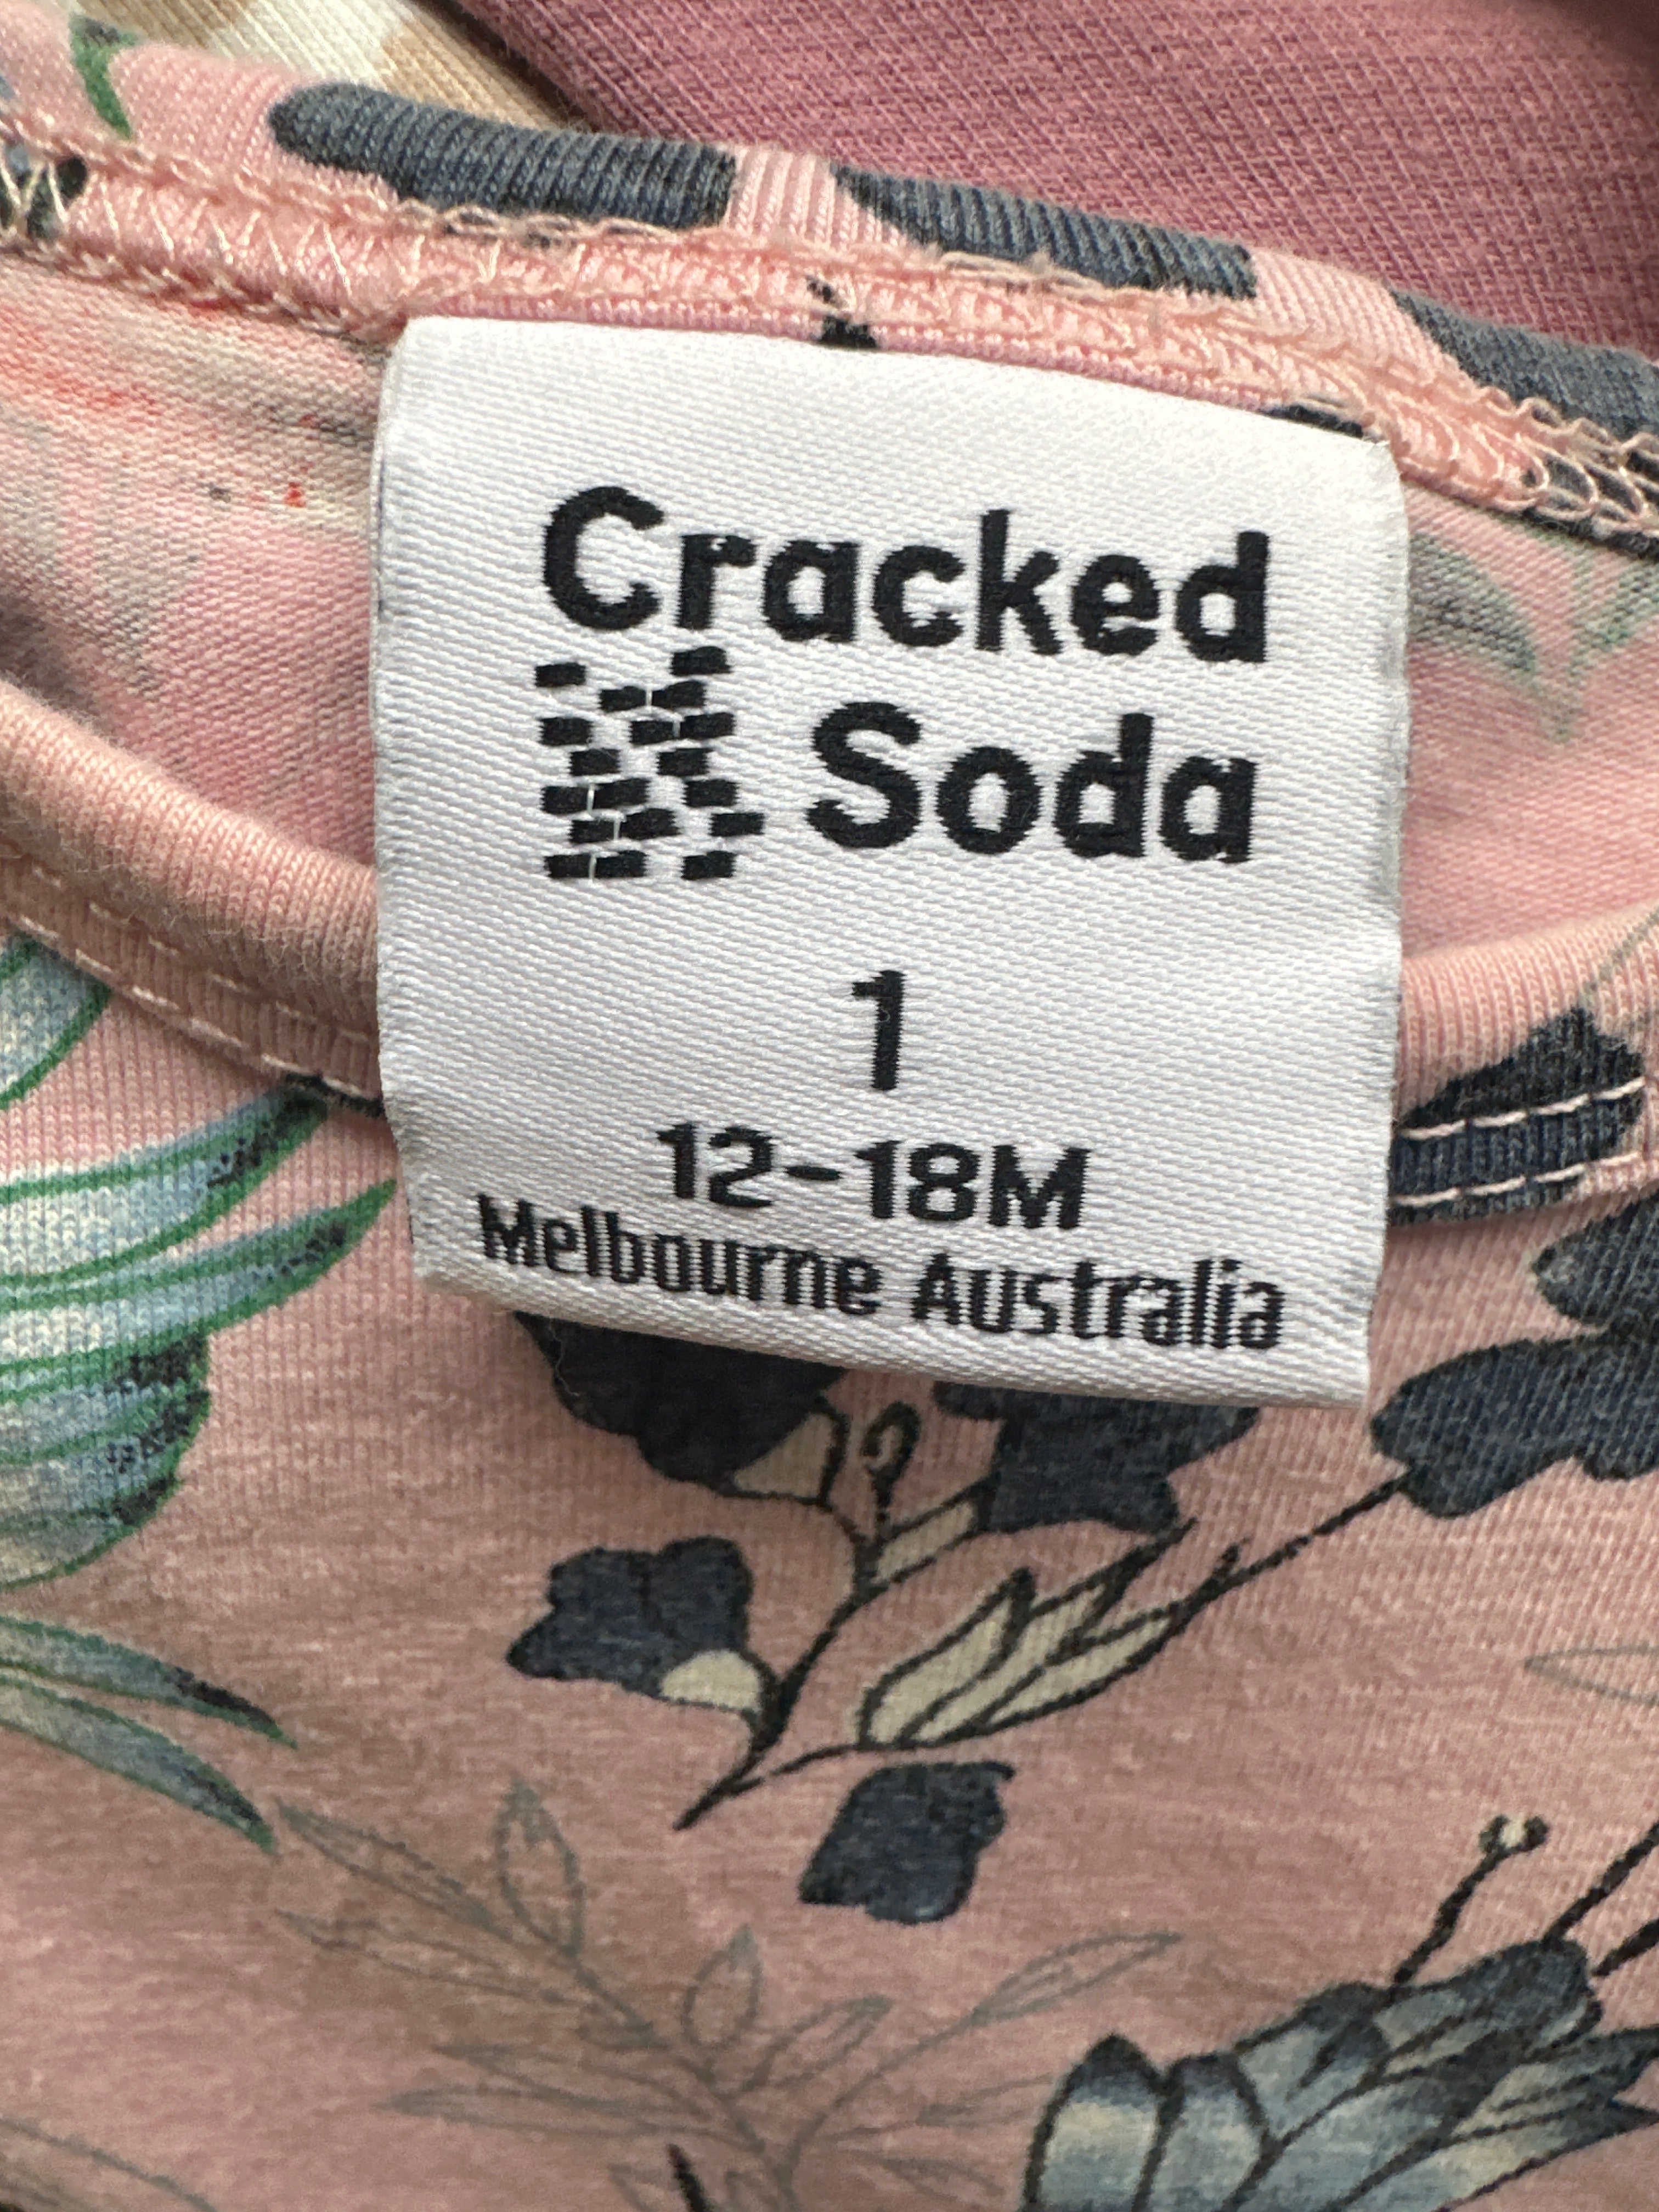 Cracked
Soda
1
12-18M
Melbourne Australia